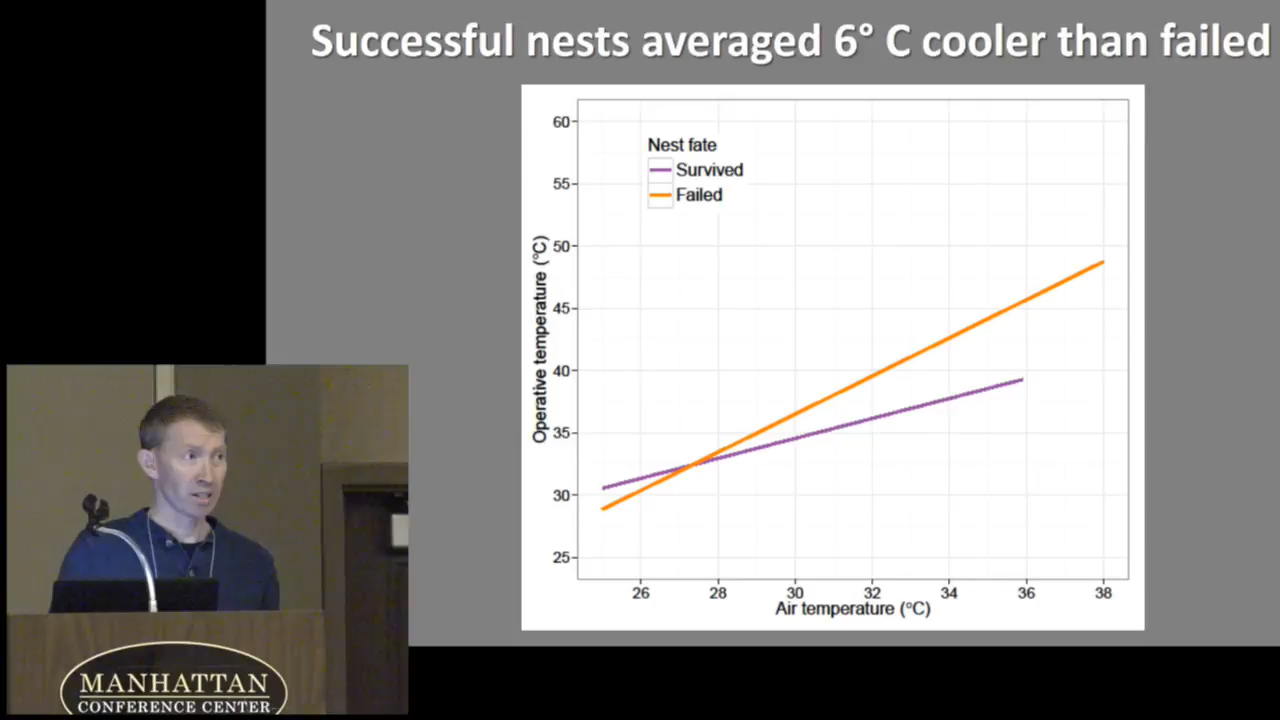 Successful nests averaged 6° C cooler than failed
Nest fate
Survived
Failed
Operative temperature (°C)
60
55
50
45
40
35
30
25
26 28 30 32 34 36 38
Air temperature (°C)
MANHATTAN
CONFERENCE CENTER